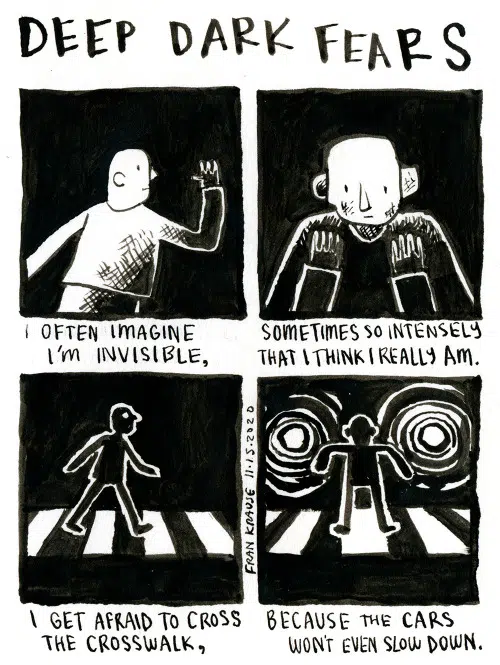 DEEP DARK FEARS
I OFTEN IMAGINE
I'M INVISIBLE,
SOMETIMES SO INTENSELY
THAT I THINK I REALLY AM.
I GET AFRAID TO CROSS
THE CROSSWALK,
BECAUSE THE CARS
WON'T EVEN SLOW DOWN.
FRAN KRAUSE 11.15.2020